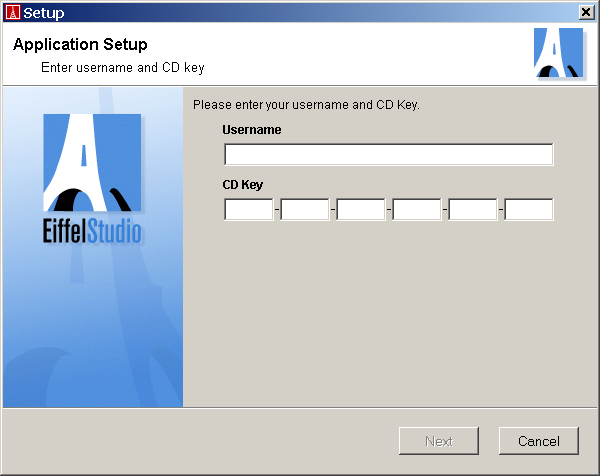 Setup
Application Setup
Enter username and CD key
Please enter your username and CD Key.
Username
CD Key
- - - - -
EiffelStudio
Next
Cancel